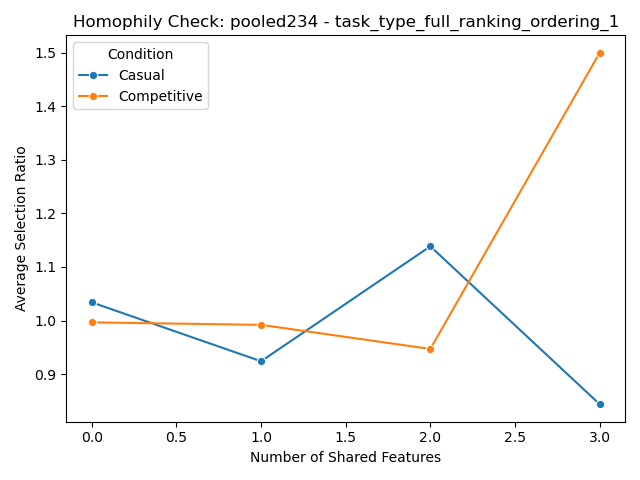 Homophily Check: pooled234 - task_type_full_ranking_ordering_1
Condition
Casual
Competitive
Average Selection Ratio
1.5
1.4
1.3
1.2
1.1
1.0
0.9
0.0 0.5 1.0 1.5 2.0 2.5 3.0
Number of Shared Features